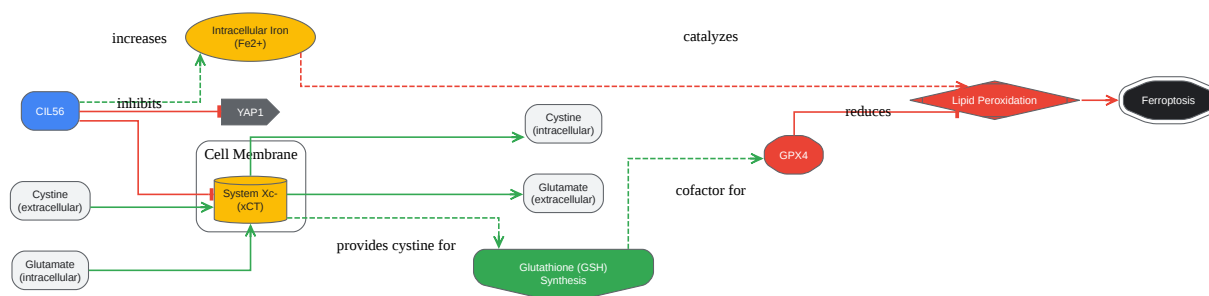 Intracellular Iron
(Fe2+)
increases
catalyzes
CIL56
inhibits
YAP1
Lipid Peroxidation
Ferroptosis
reduces
Cystine
(intracellular)
Cell Membrane
GPX4
System Xc-
(xCT)
Cystine
(extracellular)
Glutamate
(extracellular)
cofactor for
provides cystine for
Glutamate
(intracellular)
Glutathione (GSH)
Synthesis